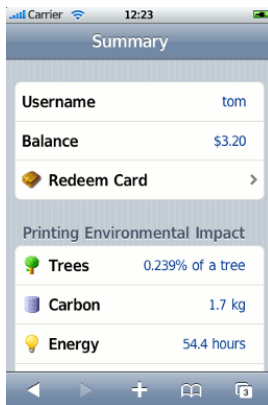 Carrier 12:23
Summary
Username tom
Balance $3.20
Redeem Card
Printing Environmental Impact
Trees 0.239% of a tree
Carbon 1.7 kg
Energy 54.4 hours
3